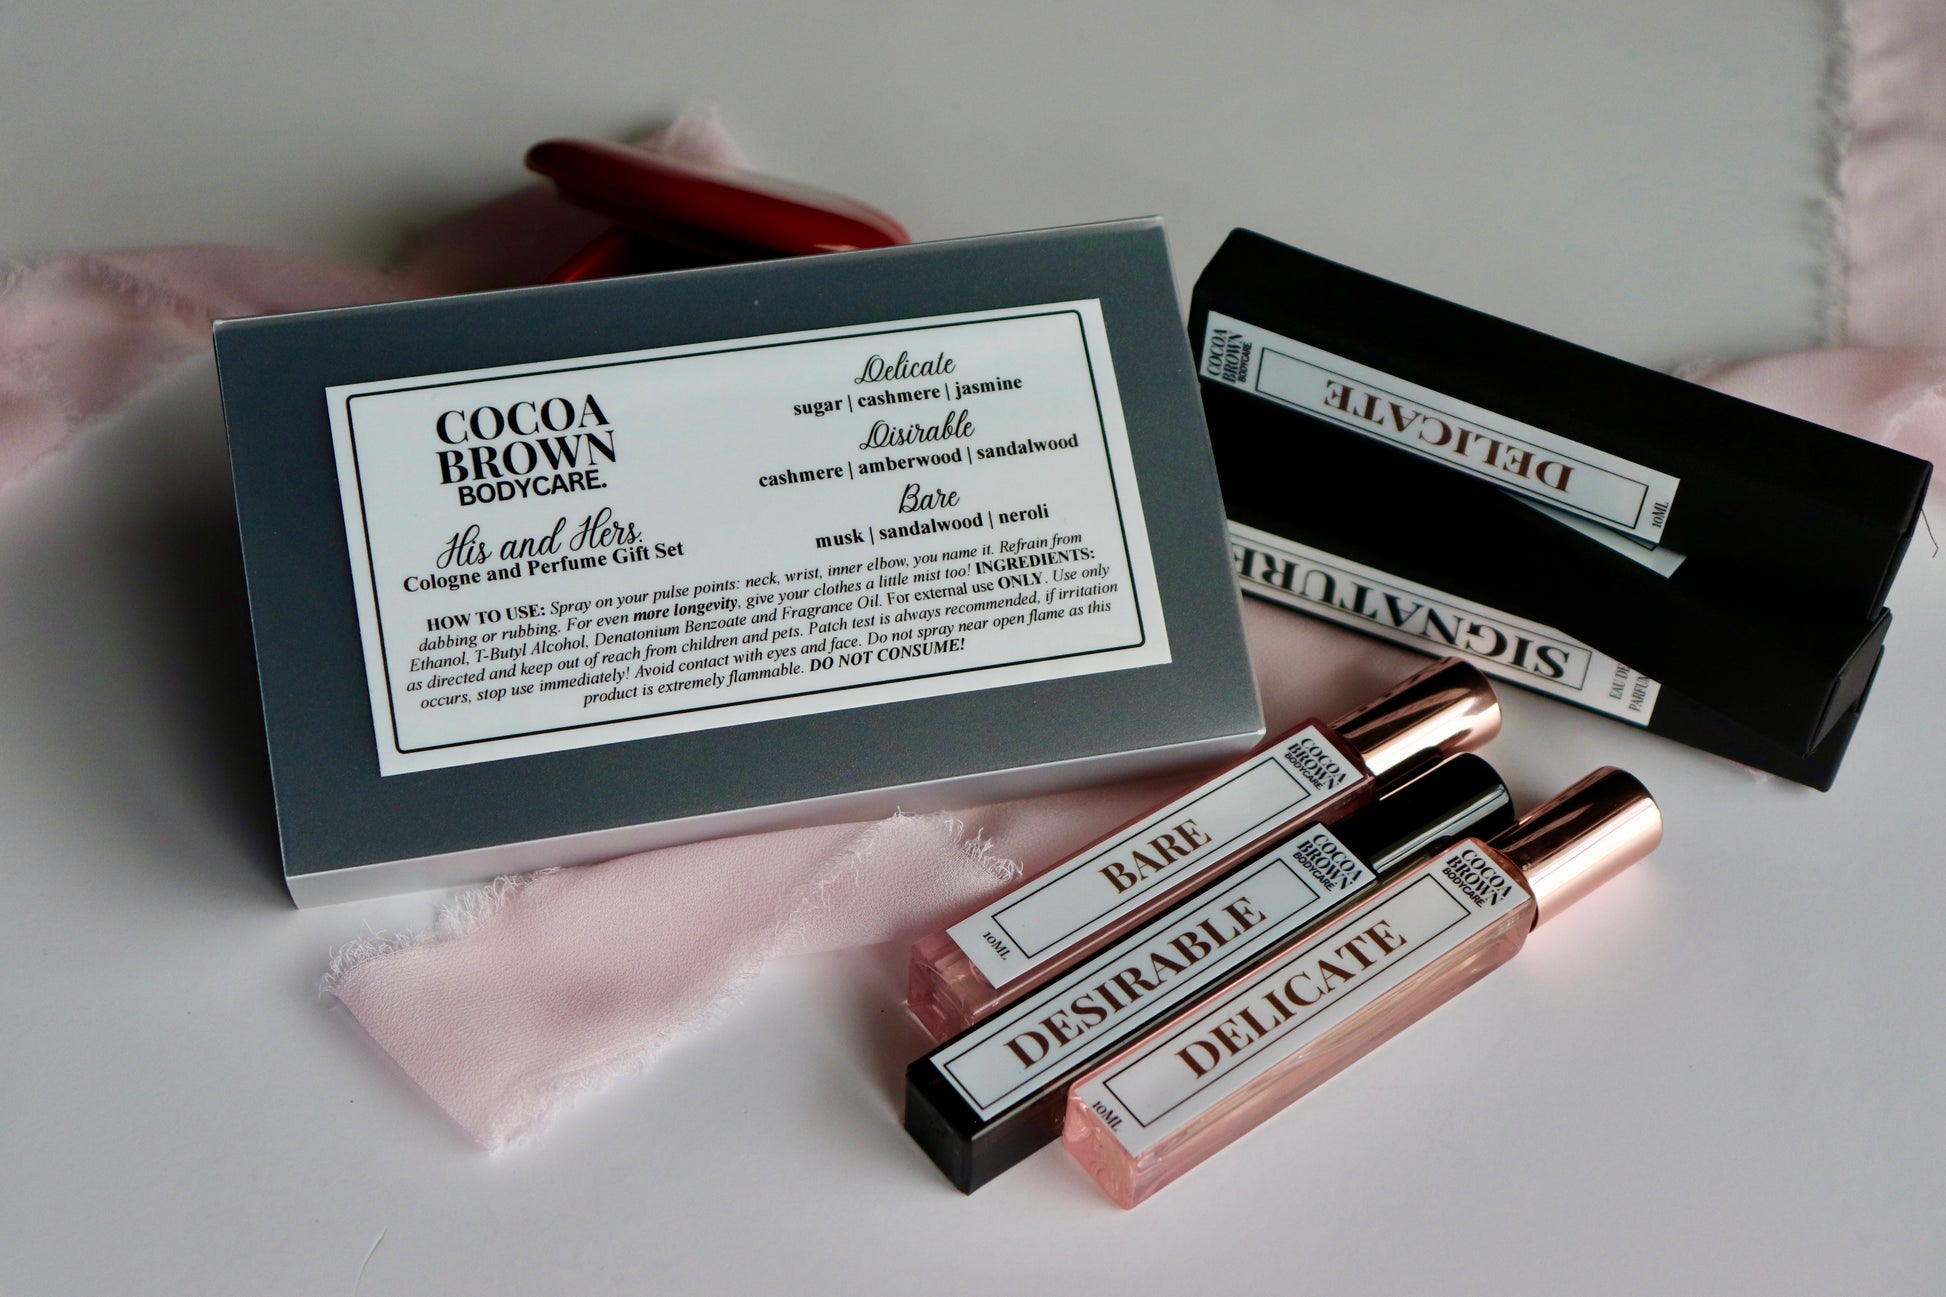 COCOA
BROWN
BODYCARE.
His and Hers.
Cologne and Perfume Gift Set
Delicate
sugar | cashmere | jasmine
Disirable
cashmere | amberwood | sandalwood
Bare
musk | sandalwood | neroli
HOW TO USE: Spray on your pulse points: neck, wrist, inner elbow, you name it. Refrain from
dabbing or rubbing. For even more longevity, give your clothes a little mist too! INGREDIENTS:
Ethanol, T-Butyl Alcohol, Denatonium Benzoate and Fragrance Oil. For external use ONLY. Use only
as directed and keep out of reach from children and pets. Patch test is always recommended, if irritation
occurs, stop use immediately! Avoid contact with eyes and face. Do not spray near open flame as this
product is extremely flammable. DO NOT CONSUME!
COCOA
BROWN
BODYCARE.
DELICATE
10ML
SIGNATURE
EAU DE
PARFUM
COCOA
BROWN
BODYCARE.
BARE
10ML
COCOA
BROWN
BODYCARE.
DESIRABLE
COCOA
BROWN
BODYCARE.
DELICATE
10ML